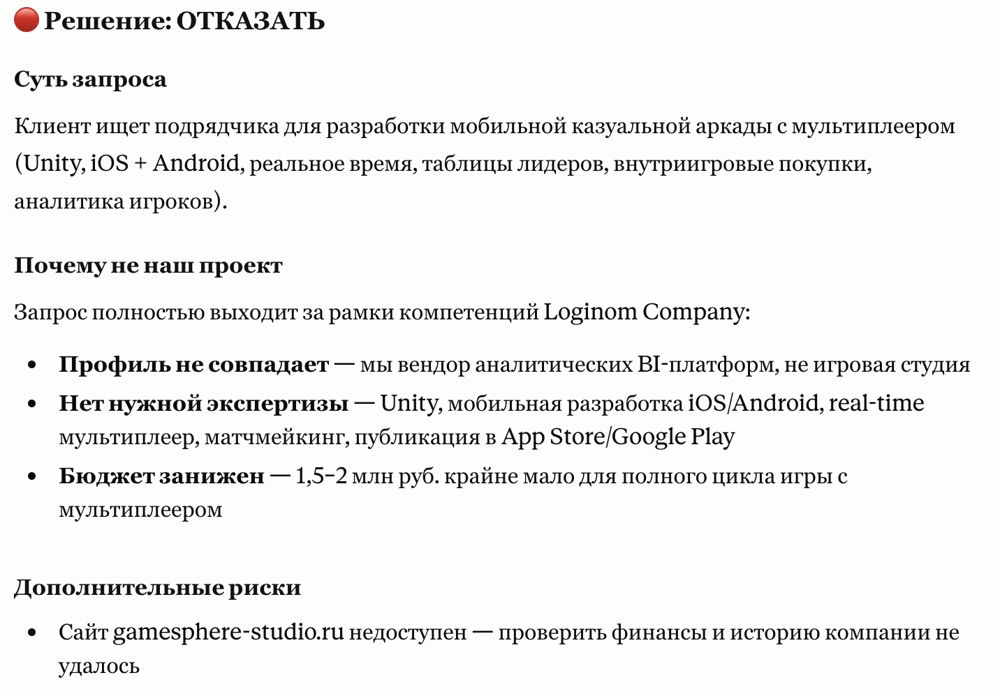 Решение: ОТКАЗАТЬ
Суть запроса
Клиент ищет подрядчика для разработки мобильной казуальной аркады с мультиплеером
(Unity, iOS + Android, реальное время, таблицы лидеров, внутриигровые покупки,
аналитика игроков).
Почему не наш проект
Запрос полностью выходит за рамки компетенций Loginom Company:
• Профиль не совпадает — мы вендор аналитических BI-платформ, не игровая студия
• Нет нужной экспертизы — Unity, мобильная разработка iOS/Android, real-time
мультиплеер, матчмейкинг, публикация в App Store/Google Play
• Бюджет занижен — 1,5–2 млн руб. крайне мало для полного цикла игры с
мультиплеером
Дополнительные риски
• Сайт gamesphere-studio.ru недоступен — проверить финансы и историю компании не
удалось